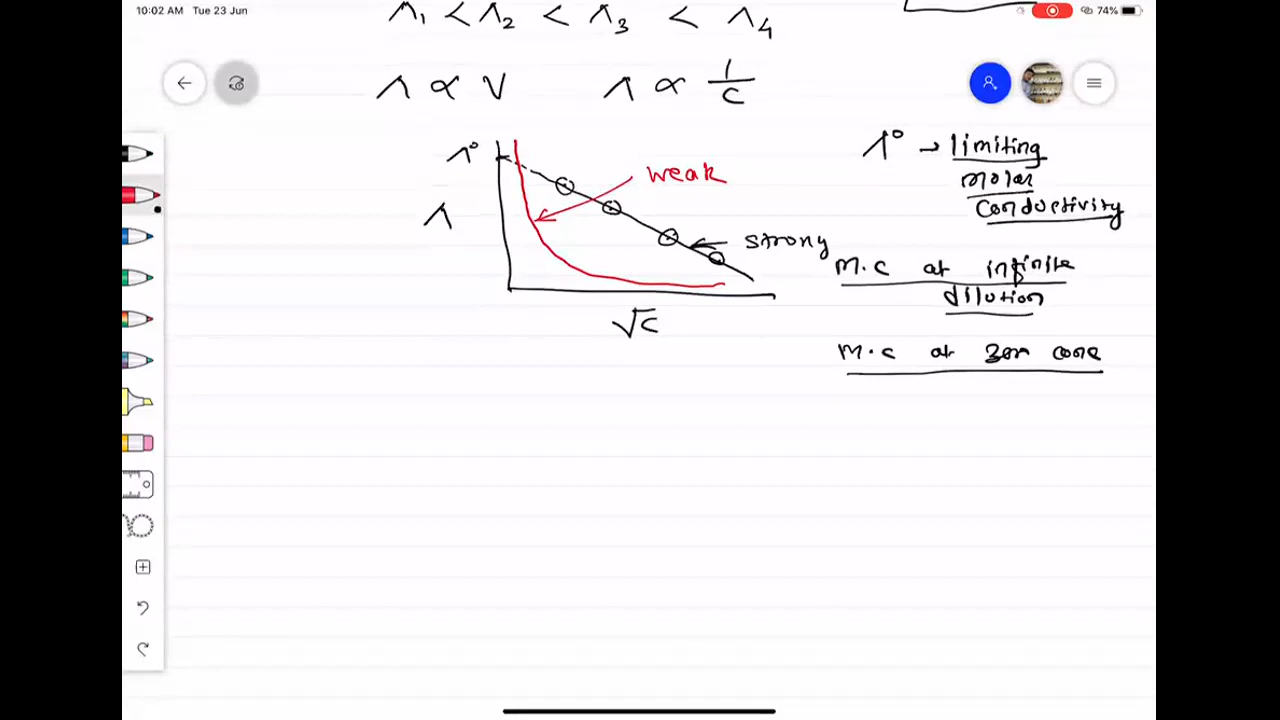 10:02 AM Tue 23 Jun
74%
Λ₁ < Λ₂ < Λ₃ < Λ₄
Λ ∝ V Λ ∝ 1/c
Λ°
Λ
weak
strong
√c
Λ° → limiting
molar
conductivity
M.C at infinite
dilution
M.C at conc